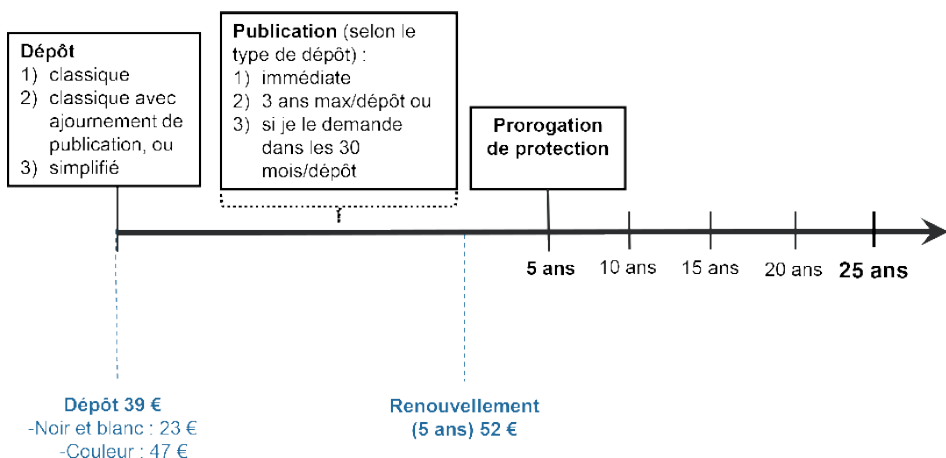 Dépôt
1) classique
2) classique avec
ajournement de
publication, ou
3) simplifié
Publication (selon le
type de dépôt) :
1) immédiate
2) 3 ans max/dépôt ou
3) si je le demande
dans les 30
mois/dépôt
Prorogation
de protection
5 ans
10 ans
15 ans
20 ans
25 ans
Dépôt 39 €
-Noir et blanc : 23 €
-Couleur : 47 €
Renouvellement
(5 ans) 52 €